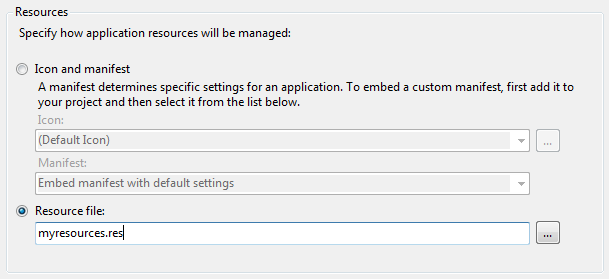 Resources
Specify how application resources will be managed:
Icon and manifest
A manifest determines specific settings for an application. To embed a custom manifest, first add it to
your project and then select it from the list below.
Icon:
(Default Icon)
...
Manifest:
Embed manifest with default settings
Resource file:
myresources.res
...